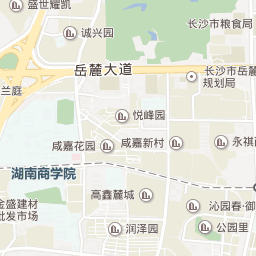 盛世耀凯
诚兴园
长沙市粮食局
岳麓大道
兰庭
长沙市岳麓
规划局
悦峰园
咸嘉花园
咸嘉新村
永祺
湖南商学院
高鑫麓城
金盛建材
批发市场
沁园春·御
润泽园
公园里